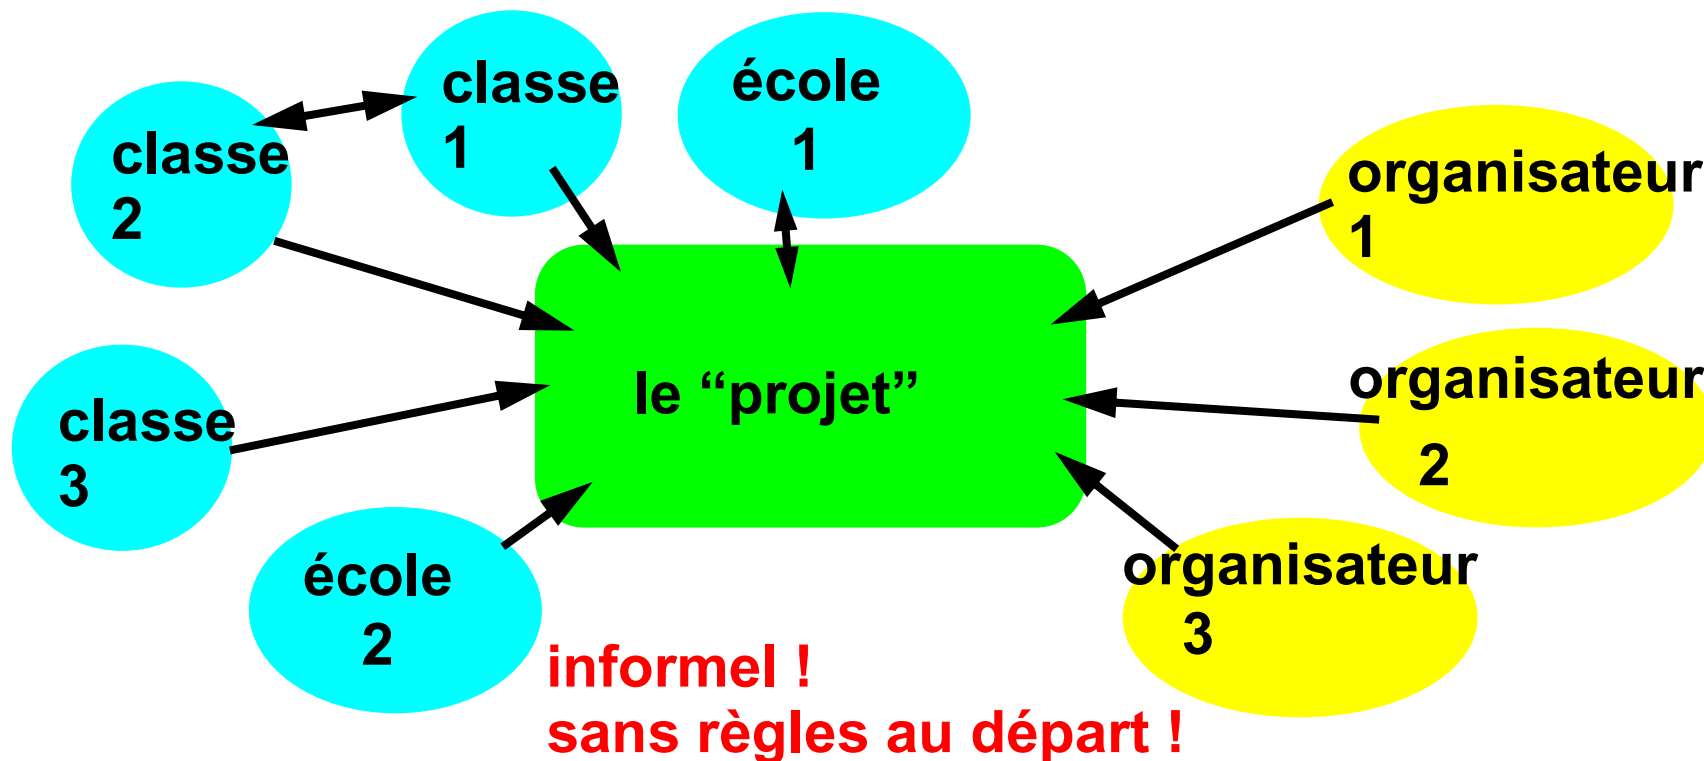 classe
1
école
1
classe
2
organisateur
1
le “projet”
organisateur
2
classe
3
organisateur
3
école
2
informel !
sans règles au départ !